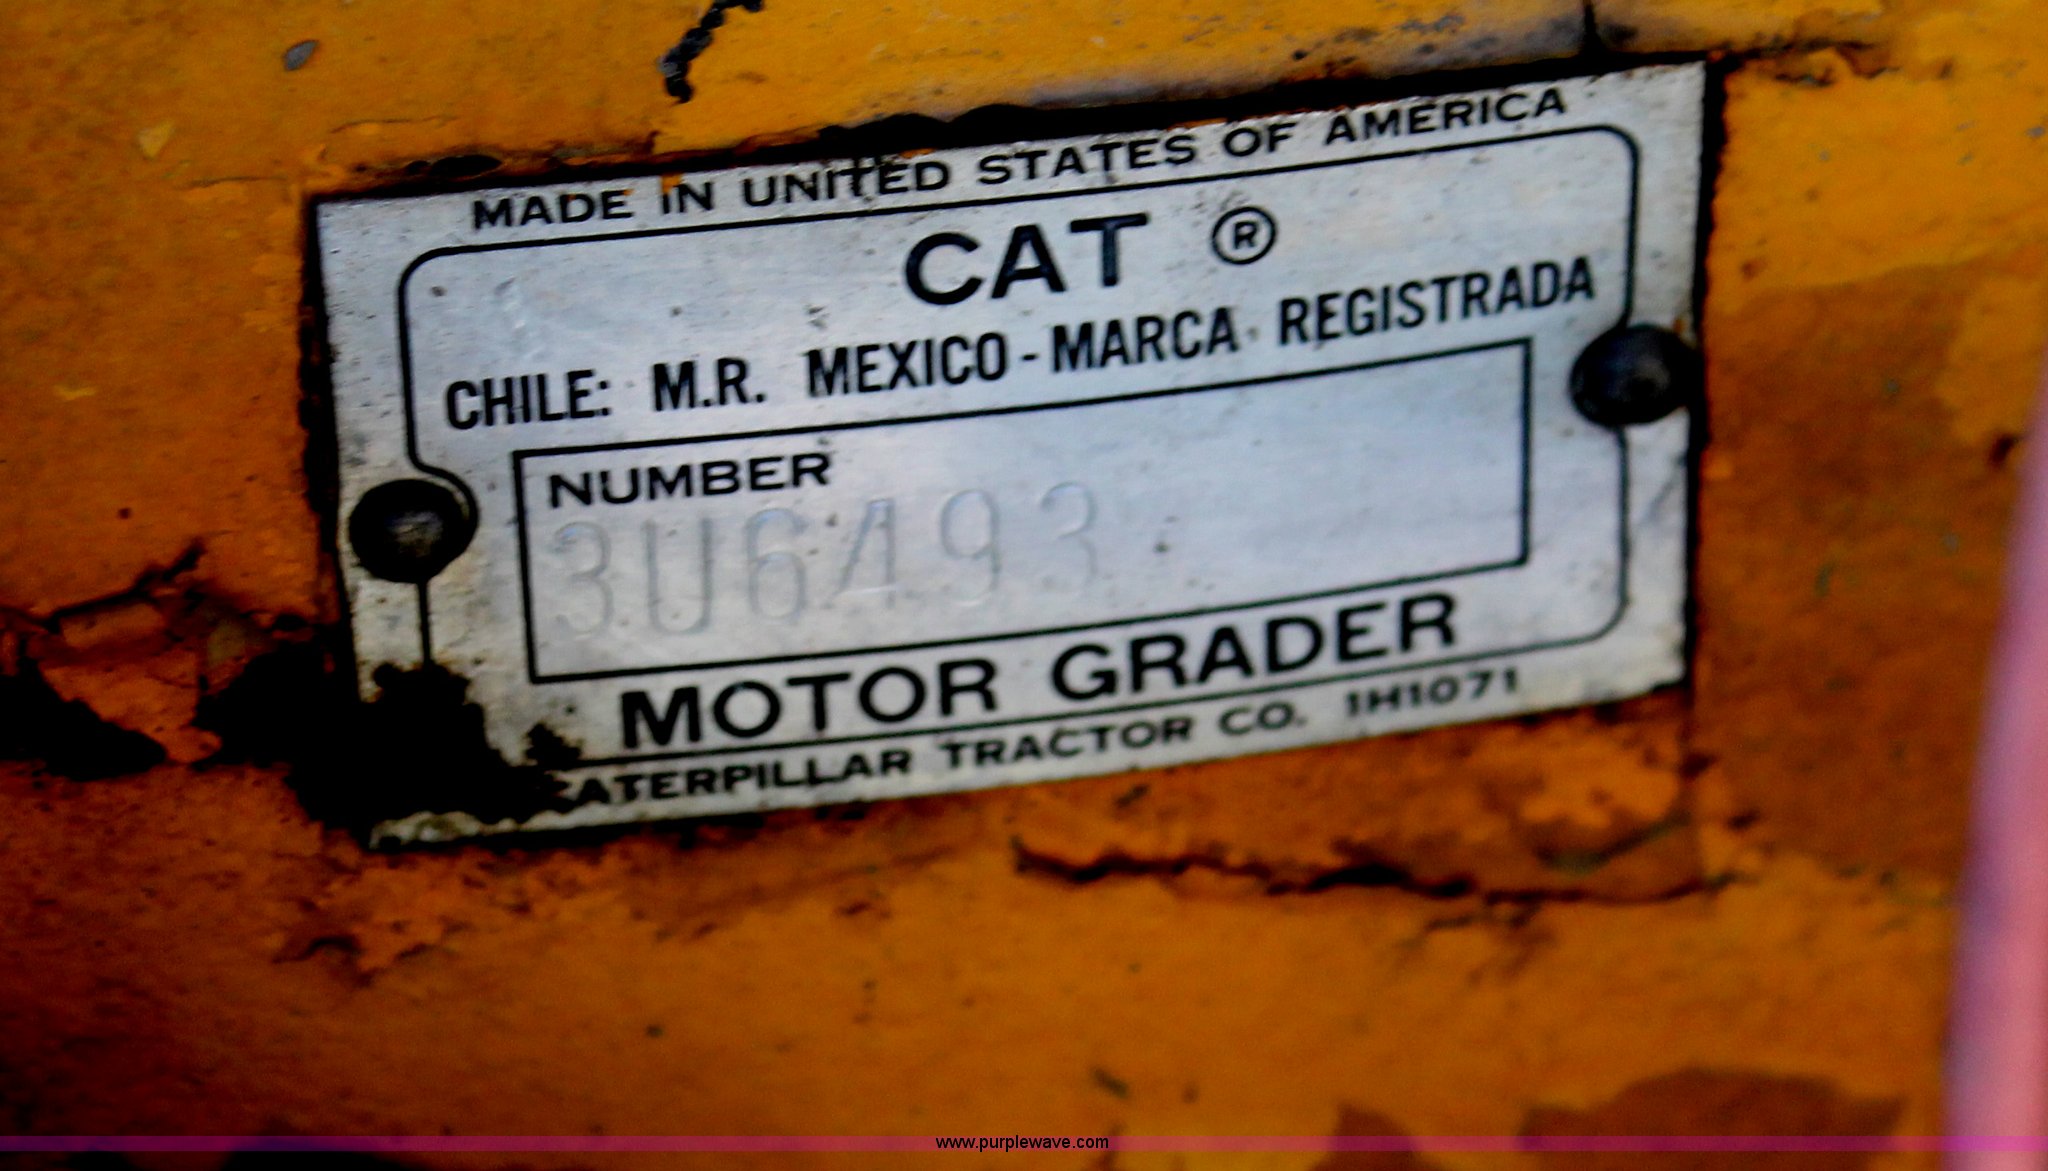 MADE IN UNITED STATES OF AMERICA
CAT ®
CHILE: M.R. MEXICO - MARCA REGISTRADA
NUMBER
3U6493
MOTOR GRADER
CATERPILLAR TRACTOR CO. 1H1071
www.purplewave.com